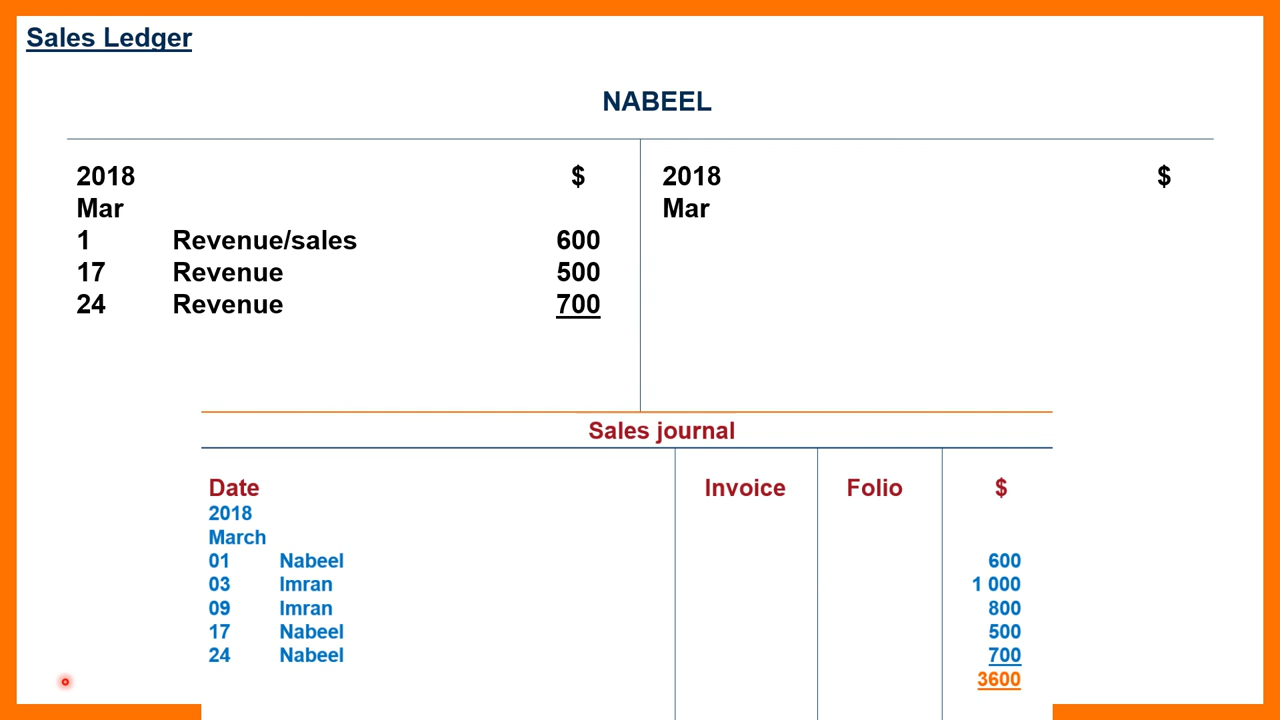 Sales Ledger
NABEEL
2018 $ 2018 $
Mar Mar
1 Revenue/sales 600
17 Revenue 500
24 Revenue 700
Sales journal
Date Invoice Folio $
2018
March
01 Nabeel 600
03 Imran 1 000
09 Imran 800
17 Nabeel 500
24 Nabeel 700
3600